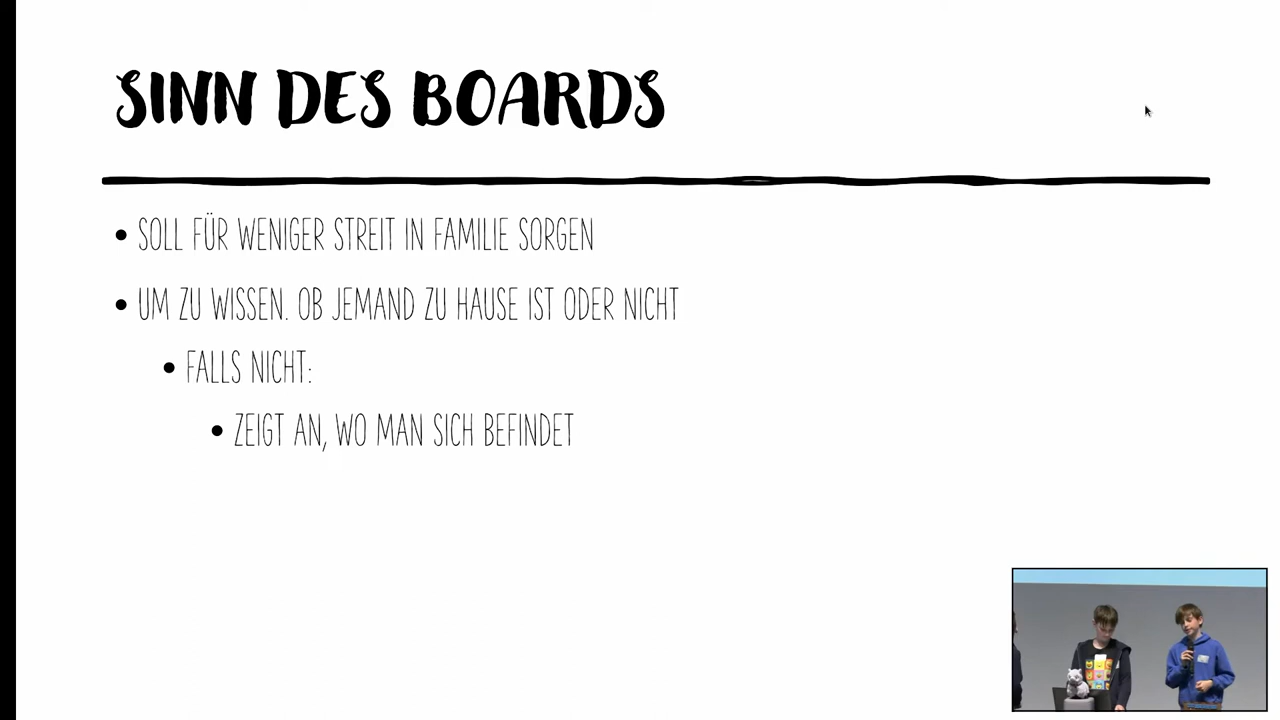 SINN DES BOARDS
• SOLL FÜR WENIGER STREIT IN FAMILIE SORGEN
• UM ZU WISSEN. OB JEMAND ZU HAUSE IST ODER NICHT
• FALLS NICHT:
• ZEIGT AN, WO MAN SICH BEFINDET